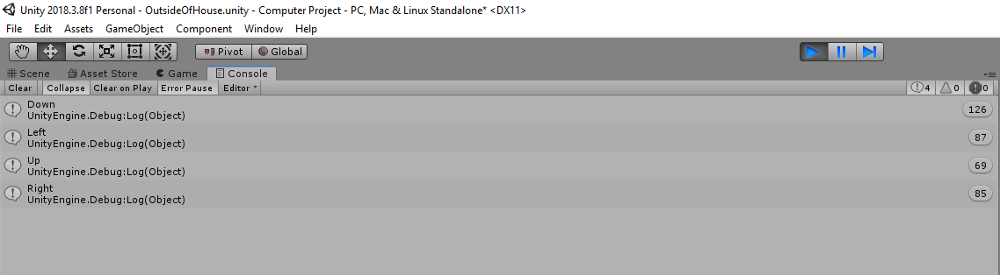 Unity 2018.3.8f1 Personal - OutsideOfHouse.unity - Computer Project - PC, Mac & Linux Standalone* <DX11>
File Edit Assets GameObject Component Window Help
Pivot Global
Scene Asset Store Game Console
Clear Collapse Clear on Play Error Pause Editor 4 0 0
Down
UnityEngine.Debug:Log(Object) 126
Left
UnityEngine.Debug:Log(Object) 87
Up
UnityEngine.Debug:Log(Object) 69
Right
UnityEngine.Debug:Log(Object) 85